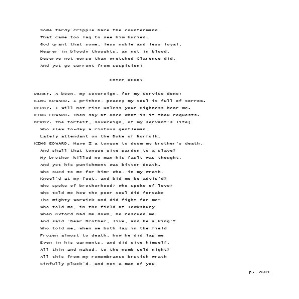 Some tardy cripple bare the countermand
That came too lag to see him buried.
God grant that some, less noble and less loyal,
Nearer in bloody thoughts, an not in blood,
Deserve not worse than wretched Clarence did,
And yet go current from suspicion!
Enter DERBY
DERBY. A boon, my sovereign, for my service done!
KING EDWARD. I prithee, peace; my soul is full of sorrow.
DERBY. I will not rise unless your Highness hear me.
KING EDWARD. Then say at once what is it thou requests.
DERBY. The forfeit, sovereign, of my servant's life;
Who slew to-day a riotous gentleman
Lately attendant on the Duke of Norfolk.
KING EDWARD. Have I a tongue to doom my brother's death,
And shall that tongue give pardon to a slave?
My brother killed no man his fault was thought,
And yet his punishment was bitter death.
Who sued to me for him? Who, in my wrath,
Kneel'd at my feet, and bid me be advis'd?
Who spoke of brotherhood? Who spoke of love?
Who told me how the poor soul did forsake
The mighty Warwick and did fight for me?
Who told me, in the field at Tewksbury
When Oxford had me down, he rescued me
And said 'Dear Brother, live, and be a king'?
Who told me, when we both lay in the field
Frozen almost to death, how he did lap me
Even in his garments, and did give himself,
All thin and naked, to the numb cold night?
All this from my remembrance brutish wrath
Sinfully pluck'd, and not a man of you